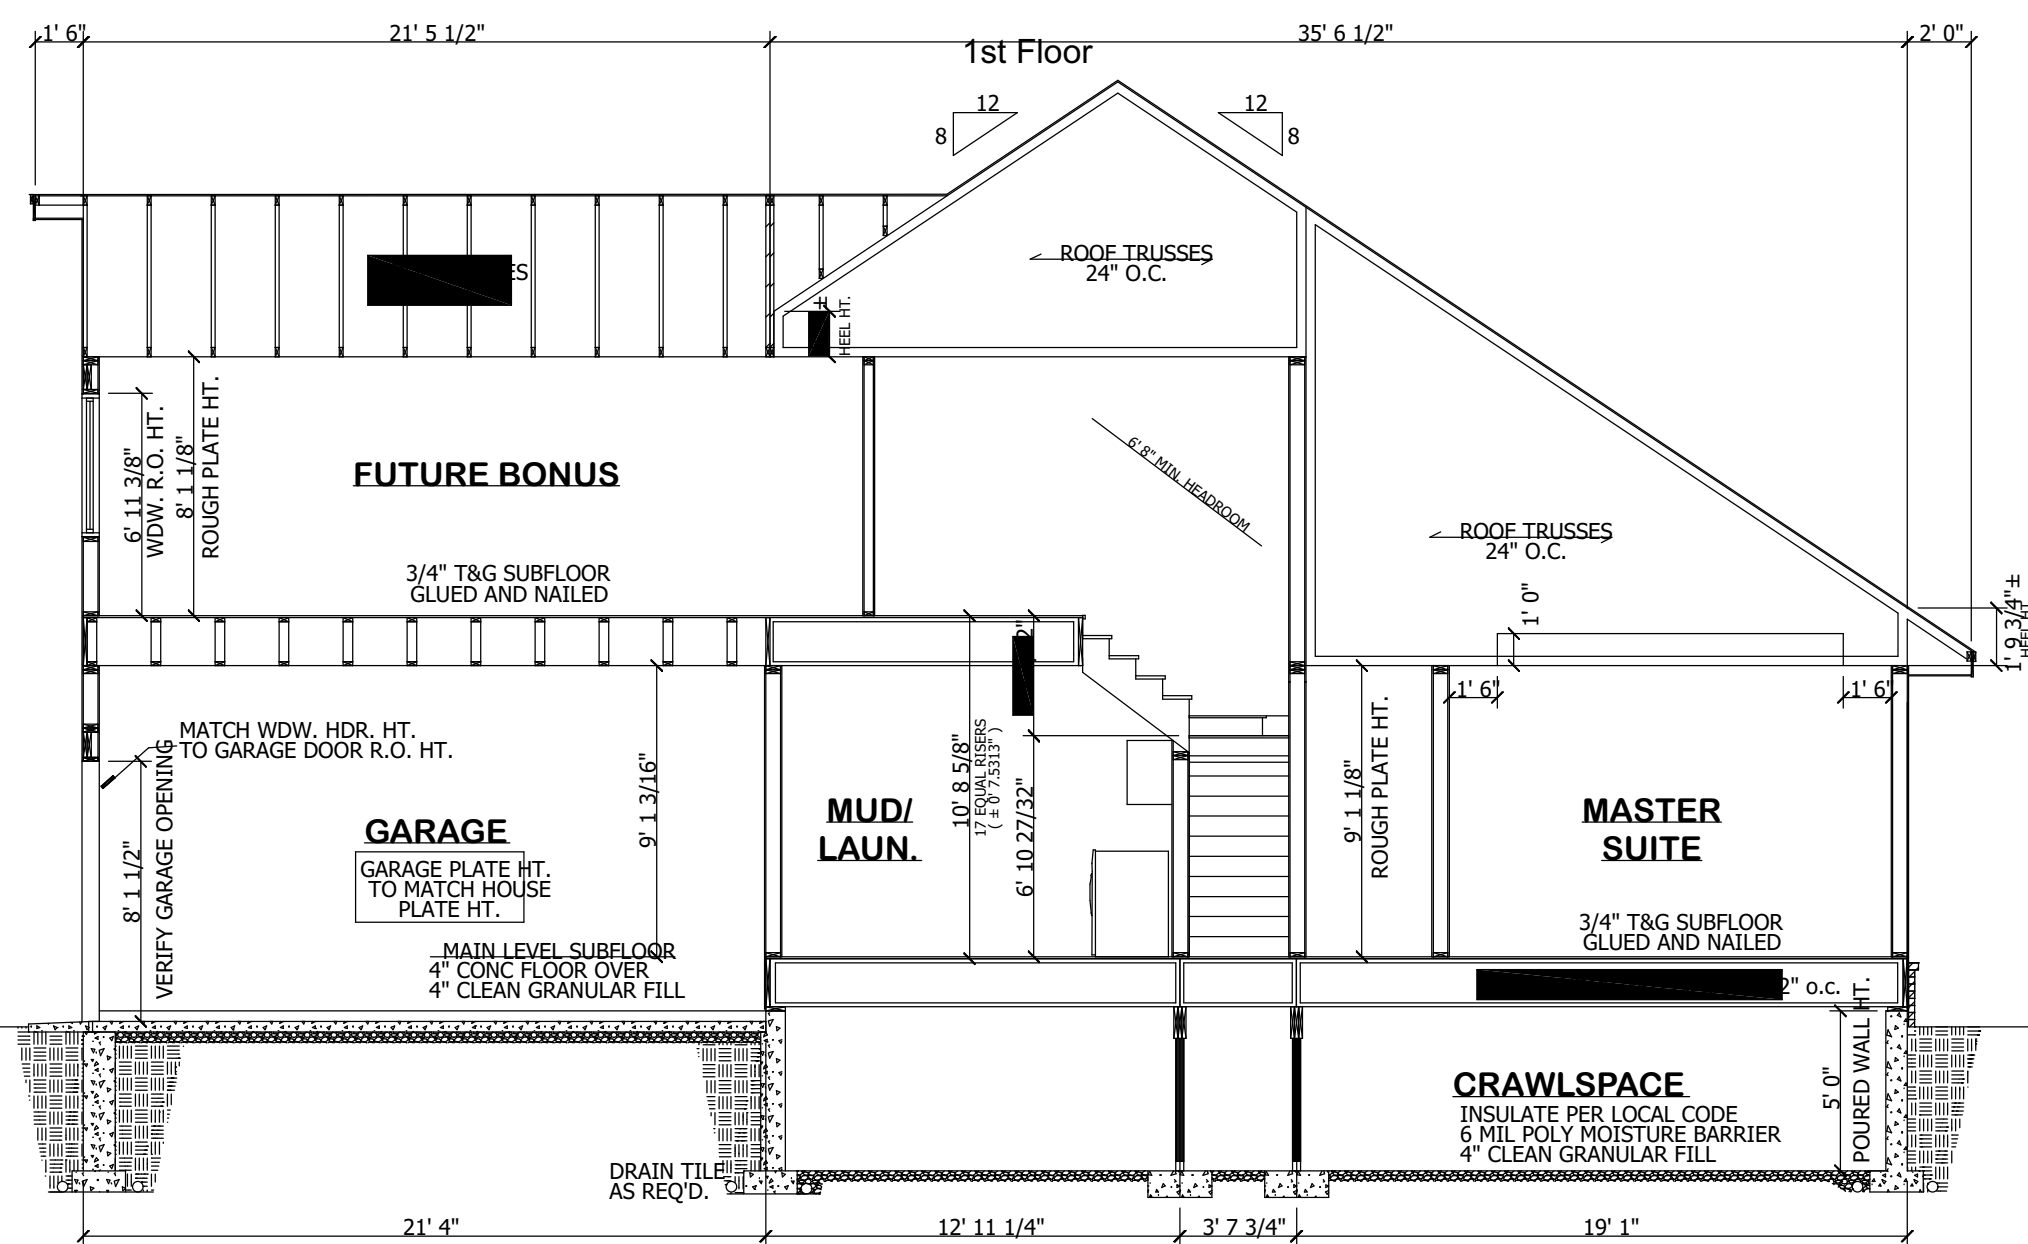 1' 6"
21' 5 1/2"
35' 6 1/2"
2' 0"
1st Floor
12
8
12
8
ROOF TRUSSES
24" O.C.
HEEL HT.
±
FUTURE BONUS
6' 11 3/8"
WDW. R.O. HT.
8' 1 1/8"
ROUGH PLATE HT.
6' 8" MIN. HEADROOM
3/4" T&G SUBFLOOR
GLUED AND NAILED
ROOF TRUSSES
24" O.C.
1' 0"
1' 9 3/4"±
HEEL HT.
1' 6"
1' 6"
MATCH WDW. HDR. HT.
TO GARAGE DOOR R.O. HT.
8' 1 1/2"
VERIFY GARAGE OPENING
GARAGE
GARAGE PLATE HT.
TO MATCH HOUSE
PLATE HT.
9' 1 3/16"
MAIN LEVEL SUBFLOOR
4" CONC FLOOR OVER
4" CLEAN GRANULAR FILL
MUD/
LAUN.
10' 8 5/8"
17 EQUAL RISERS
( ± 0' 7.5313" )
6' 10 27/32"
9' 1 1/8"
ROUGH PLATE HT.
MASTER
SUITE
3/4" T&G SUBFLOOR
GLUED AND NAILED
2" o.c.
CRAWLSPACE
INSULATE PER LOCAL CODE
6 MIL POLY MOISTURE BARRIER
4" CLEAN GRANULAR FILL
5' 0"
POURED WALL HT.
DRAIN TILE
AS REQ'D.
21' 4"
12' 11 1/4"
3' 7 3/4"
19' 1"